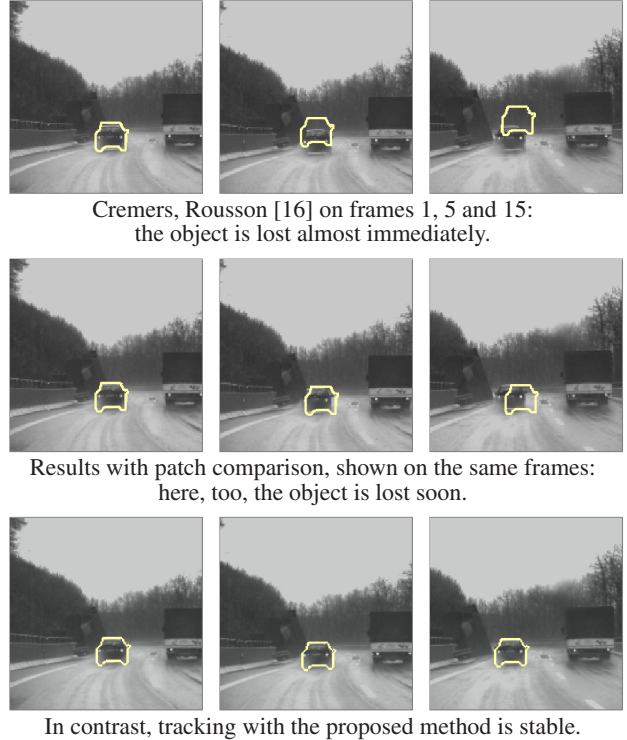 Cremers, Rousson [16] on frames 1, 5 and 15:
the object is lost almost immediately.
Results with patch comparison, shown on the same frames:
here, too, the object is lost soon.
In contrast, tracking with the proposed method is stable.